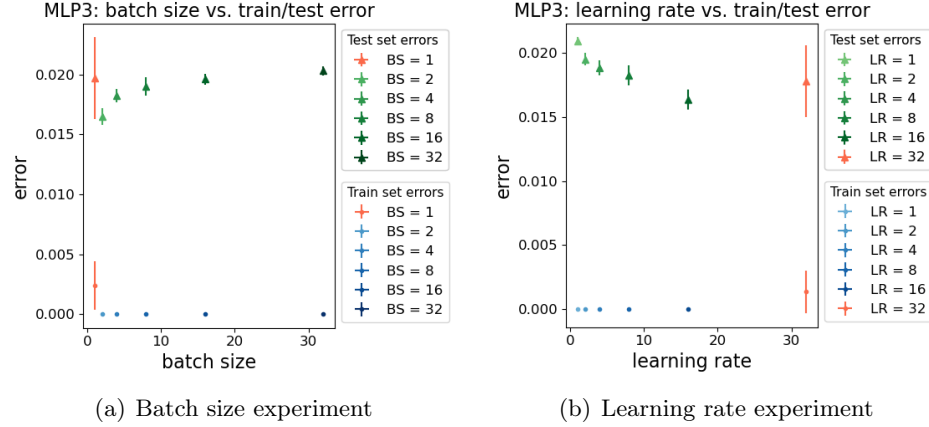 MLP3: batch size vs. train/test error
error
0.020
0.015
0.010
0.005
0.000
0
10
20
30
batch size
Test set errors
BS = 1
BS = 2
BS = 4
BS = 8
BS = 16
BS = 32
Train set errors
BS = 1
BS = 2
BS = 4
BS = 8
BS = 16
BS = 32
(a) Batch size experiment
MLP3: learning rate vs. train/test error
error
0.020
0.015
0.010
0.005
0.000
0
10
20
30
learning rate
Test set errors
LR = 1
LR = 2
LR = 4
LR = 8
LR = 16
LR = 32
Train set errors
LR = 1
LR = 2
LR = 4
LR = 8
LR = 16
LR = 32
(b) Learning rate experiment